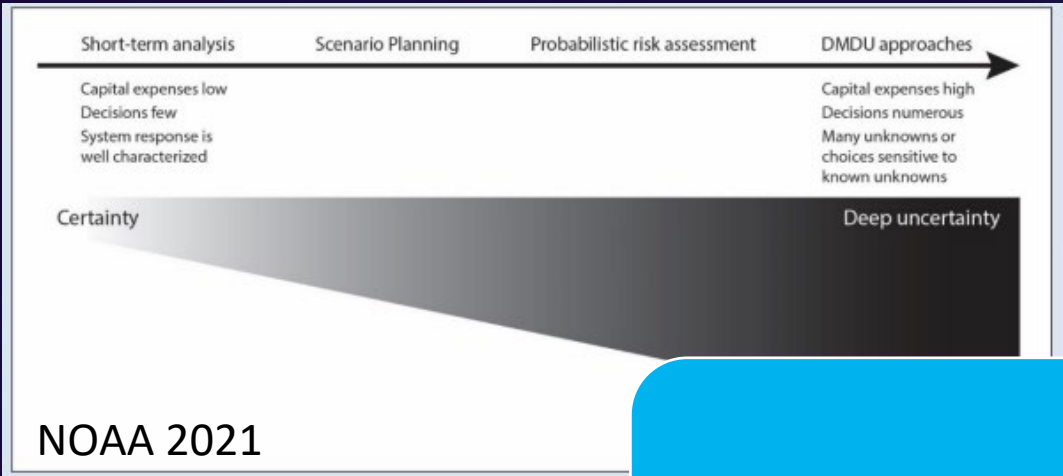 Short-term analysis
Scenario Planning
Probabilistic risk assessment
DMDU approaches
Capital expenses low
Decisions few
System response is
well characterized
Capital expenses high
Decisions numerous
Many unknowns or
choices sensitive to
known unknowns
Certainty
Deep uncertainty
NOAA 2021